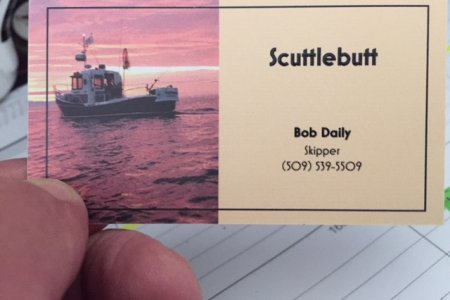 Scuttlebutt
Bob Daily
Skipper
(509) 539-5509